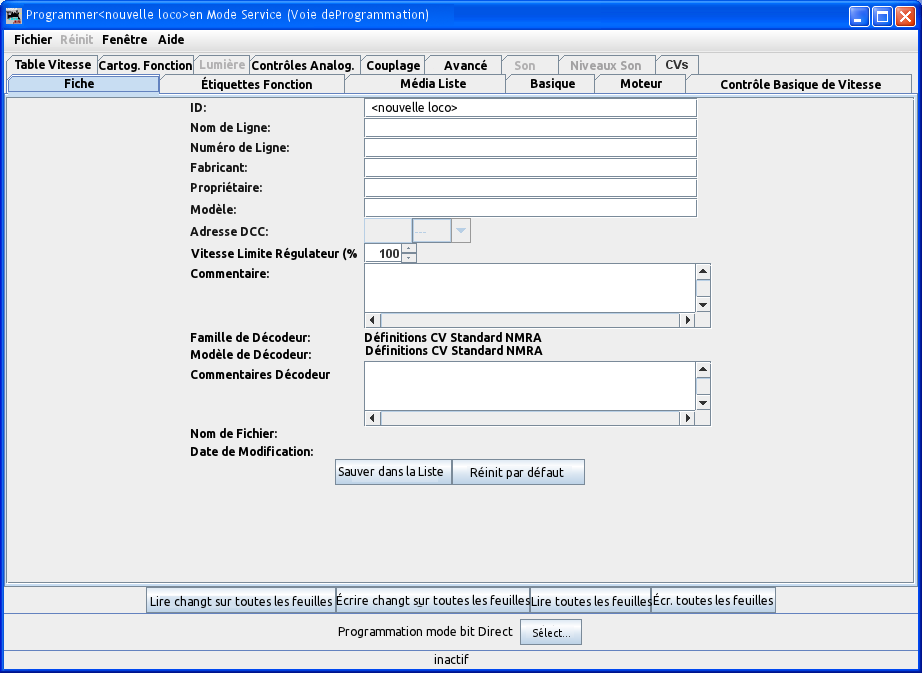 Programmer<nouvelle loco>en Mode Service (Voie deProgrammation)
Fichier Réinit Fenêtre Aide
Table Vitesse Cartog. Fonction Lumière Contrôles Analog. Couplage Avancé Son Niveaux Son CVs
Fiche Étiquettes Fonction Média Liste Basique Moteur Contrôle Basique de Vitesse
ID: <nouvelle loco>
Nom de Ligne:
Numéro de Ligne:
Fabricant:
Propriétaire:
Modèle:
Adresse DCC: ---
Vitesse Limite Régulateur (% 100
Commentaire:
Famille de Décodeur: Définitions CV Standard NMRA
Modèle de Décodeur: Définitions CV Standard NMRA
Commentaires Décodeur
Nom de Fichier:
Date de Modification:
Sauver dans la Liste Réinit par défaut
Lire changt sur toutes les feuilles Écrire changt sur toutes les feuilles Lire toutes les feuilles Écr. toutes les feuilles
Programmation mode bit Direct Sélect...
inactif